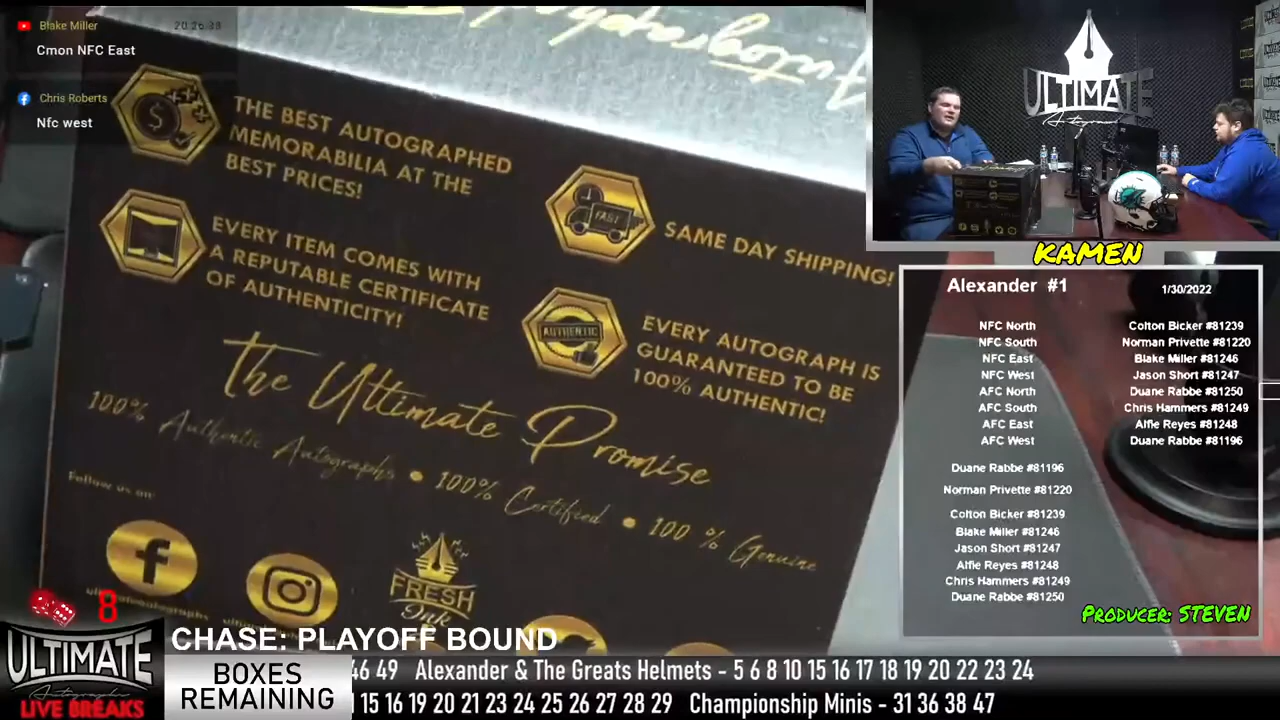 Blake Miller
20:26:38
Cmon NFC East
Chris Roberts
Nfc west
Autographs
THE BEST AUTOGRAPHED
MEMORABILIA AT THE
BEST PRICES!
EVERY ITEM COMES WITH
A REPUTABLE CERTIFICATE
OF AUTHENTICITY!
FAST
SAME DAY SHIPPING!
AUTHENTIC
EVERY AUTOGRAPH IS
GUARANTEED TO BE
100% AUTHENTIC!
The Ultimate Promise
100% Authentic Autographs • 100% Certified • 100 % Genuine
Follow us on:
FRESH
Ink
ULTIMATE
Autographs
KAMEN
Alexander #1
1/30/2022
NFC North Colton Bicker #81239
NFC South Norman Privette #81220
NFC East Blake Miller #81246
NFC West Jason Short #81247
AFC North Duane Rabbe #81250
AFC South Chris Hammers #81249
AFC East Alfie Reyes #81248
AFC West Duane Rabbe #81196
Duane Rabbe #81196
Norman Privette #81220
Colton Bicker #81239
Blake Miller #81246
Jason Short #81247
Alfie Reyes #81248
Chris Hammers #81249
Duane Rabbe #81250
PRODUCER: STEVEN
8
ULTIMATE
Autographs
LIVE BREAKS
CHASE: PLAYOFF BOUND
BOXES
REMAINING
46 49 Alexander & The Greats Helmets - 5 6 8 10 15 16 17 18 19 20 22 23 24
15 16 19 20 21 23 24 25 26 27 28 29 Championship Minis - 31 36 38 47